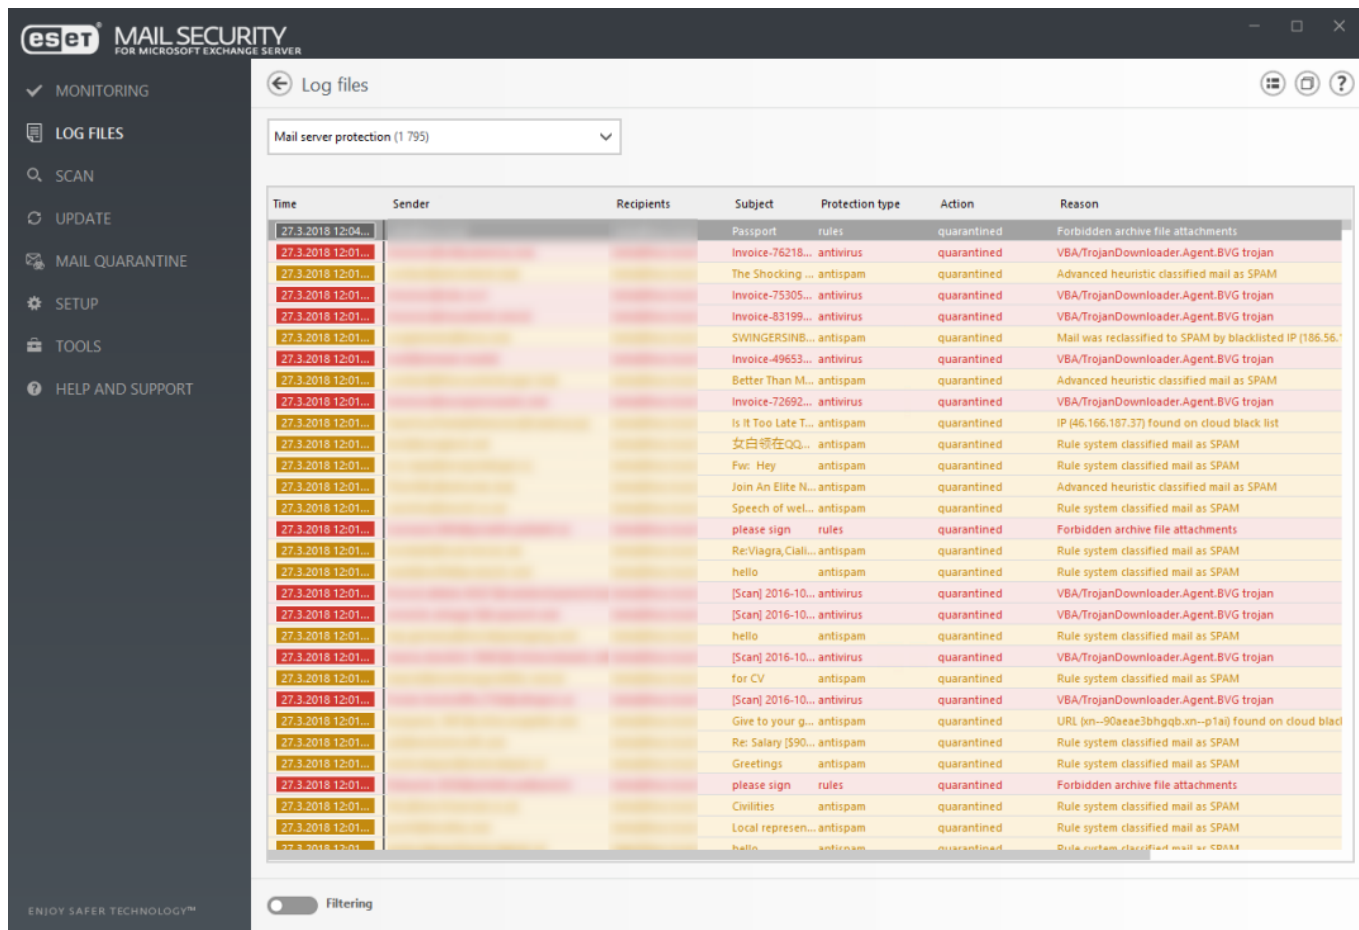 eset® MAIL SECURITY
FOR MICROSOFT EXCHANGE SERVER
MONITORING
LOG FILES
SCAN
UPDATE
MAIL QUARANTINE
SETUP
TOOLS
HELP AND SUPPORT
ENJOY SAFER TECHNOLOGY™
Log files
?
Mail server protection (1 795)
Time Sender Recipients Subject Protection type Action Reason
27.3.2018 12:04... Passport rules quarantined Forbidden archive file attachments
27.3.2018 12:01... Invoice-76218... antivirus quarantined VBA/TrojanDownloader.Agent.BVG trojan
27.3.2018 12:01... The Shocking ... antispam quarantined Advanced heuristic classified mail as SPAM
27.3.2018 12:01... Invoice-75305... antivirus quarantined VBA/TrojanDownloader.Agent.BVG trojan
27.3.2018 12:01... Invoice-83199... antivirus quarantined VBA/TrojanDownloader.Agent.BVG trojan
27.3.2018 12:01... SWINGERSINB... antispam quarantined Mail was reclassified to SPAM by blacklisted IP (186.56.
27.3.2018 12:01... Invoice-49653... antivirus quarantined VBA/TrojanDownloader.Agent.BVG trojan
27.3.2018 12:01... Better Than M... antispam quarantined Advanced heuristic classified mail as SPAM
27.3.2018 12:01... Invoice-72692... antivirus quarantined VBA/TrojanDownloader.Agent.BVG trojan
27.3.2018 12:01... Is It Too Late T... antispam quarantined IP (46.166.187.37) found on cloud black list
27.3.2018 12:01... 女白领在QQ... antispam quarantined Rule system classified mail as SPAM
27.3.2018 12:01... Fw: Hey antispam quarantined Rule system classified mail as SPAM
27.3.2018 12:01... Join An Elite N... antispam quarantined Advanced heuristic classified mail as SPAM
27.3.2018 12:01... Speech of wel... antispam quarantined Rule system classified mail as SPAM
27.3.2018 12:01... please sign rules quarantined Forbidden archive file attachments
27.3.2018 12:01... Re:Viagra,Ciali... antispam quarantined Rule system classified mail as SPAM
27.3.2018 12:01... hello antispam quarantined Rule system classified mail as SPAM
27.3.2018 12:01... [Scan] 2016-10... antivirus quarantined VBA/TrojanDownloader.Agent.BVG trojan
27.3.2018 12:01... [Scan] 2016-10... antivirus quarantined VBA/TrojanDownloader.Agent.BVG trojan
27.3.2018 12:01... hello antispam quarantined Rule system classified mail as SPAM
27.3.2018 12:01... [Scan] 2016-10... antivirus quarantined VBA/TrojanDownloader.Agent.BVG trojan
27.3.2018 12:01... for CV antispam quarantined Rule system classified mail as SPAM
27.3.2018 12:01... [Scan] 2016-10... antivirus quarantined VBA/TrojanDownloader.Agent.BVG trojan
27.3.2018 12:01... Give to your g... antispam quarantined URL (xn--90aeae3bhgqb.xn--p1ai) found on cloud blac
27.3.2018 12:01... Re: Salary [$90... antispam quarantined Rule system classified mail as SPAM
27.3.2018 12:01... Greetings antispam quarantined Rule system classified mail as SPAM
27.3.2018 12:01... please sign rules quarantined Forbidden archive file attachments
27.3.2018 12:01... Civilities antispam quarantined Rule system classified mail as SPAM
27.3.2018 12:01... Local represen... antispam quarantined Rule system classified mail as SPAM
27.3.2018 12:01... hello antispam quarantined Rule system classified mail as SPAM
Filtering